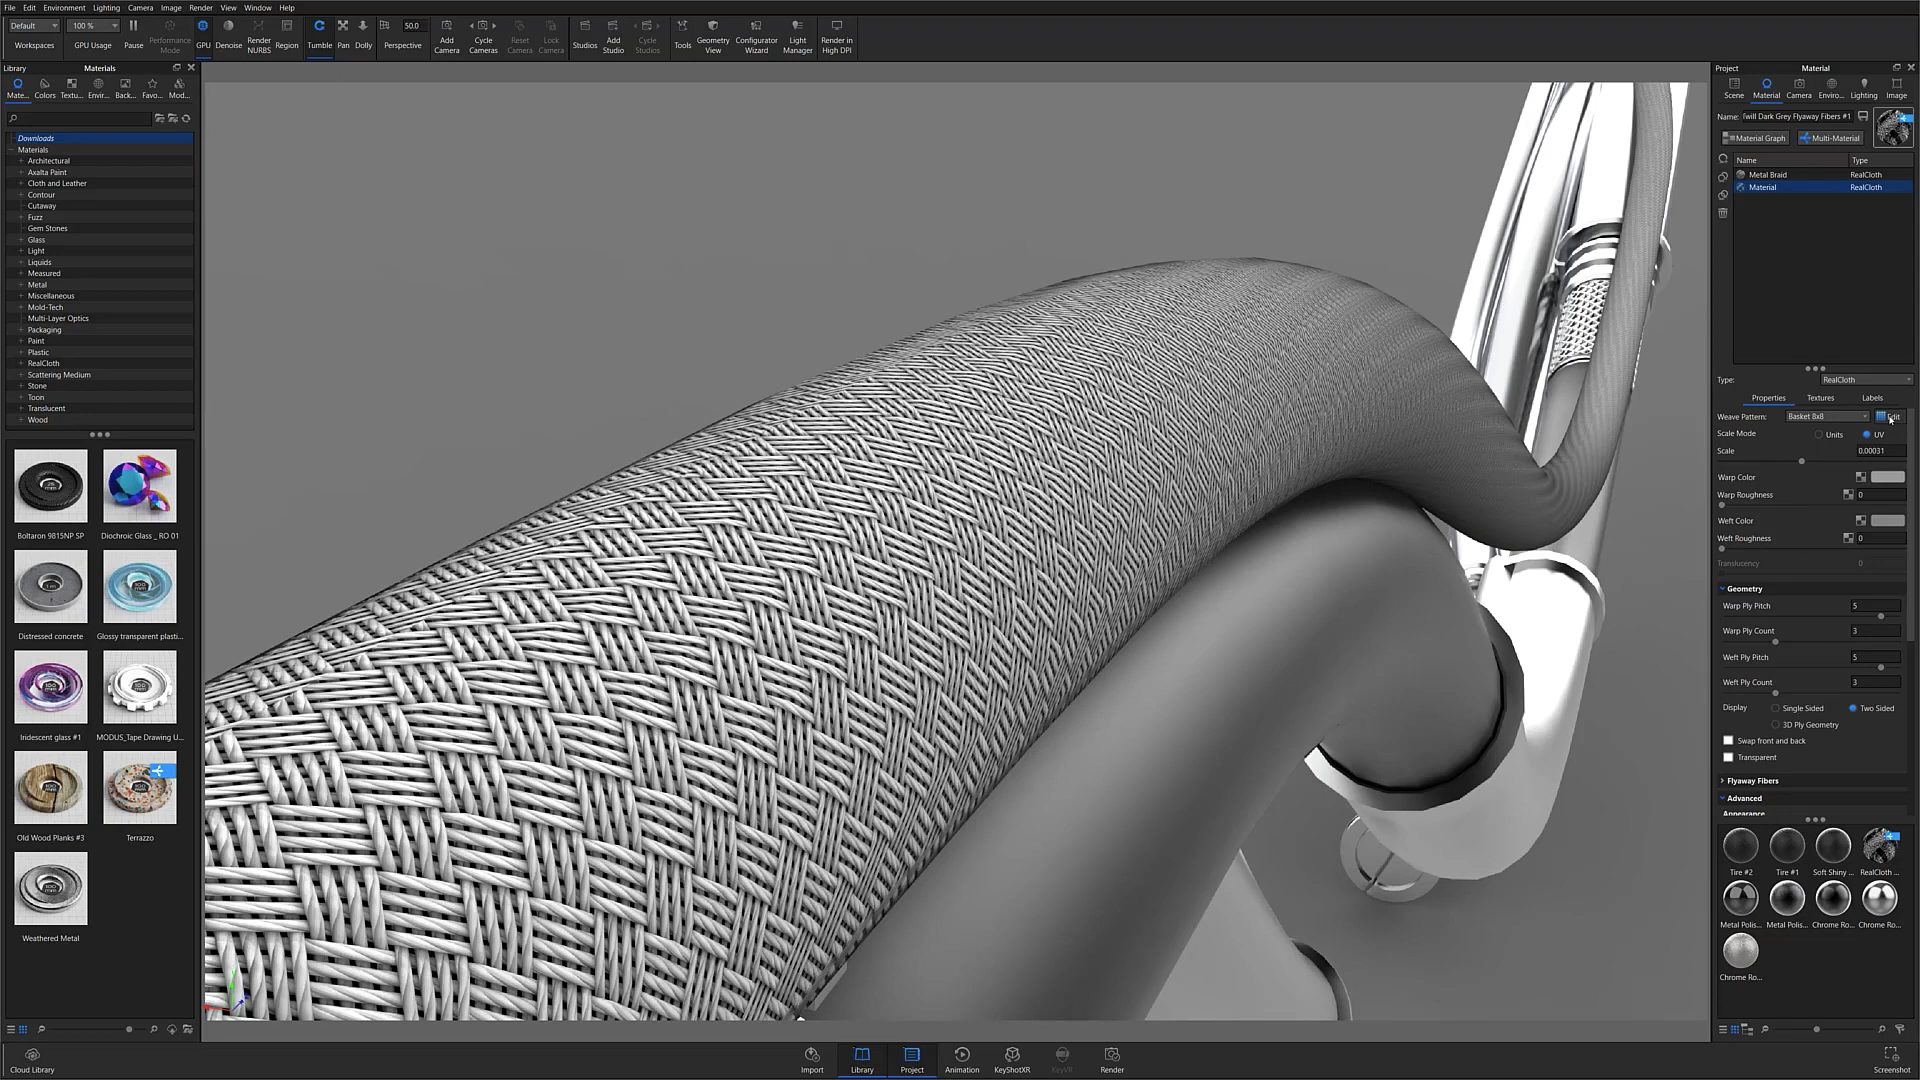 File Edit Environment Lighting Camera Image Render View Window Help
Default 100 % 50.0
Workspaces GPU Usage Pause Performance Mode GPU Denoise Render NURBS Region Tumble Pan Dolly Perspective Add Camera Cycle Cameras Reset Camera Lock Camera Studios Add Studio Cycle Studios Tools Geometry View Configurator Wizard Light Manager Render in High DPI
Library Materials
Mate... Colors Textu... Envir... Back... Favo... Mod...
Downloads
Materials
Architectural
Axalta Paint
Cloth and Leather
Contour
Cutaway
Fuzz
Gem Stones
Glass
Light
Liquids
Measured
Metal
Miscellaneous
Mold-Tech
Multi-Layer Optics
Packaging
Paint
Plastic
RealCloth
Scattering Medium
Stone
Toon
Translucent
Wood
Boltaron 9815NP SP Diochroic Glass _ RO 01
Distressed concrete Glossy transparent plasti...
Iridescent glass #1 MODUS_Tape Drawing U...
Old Wood Planks #3 Terrazzo
Weathered Metal
Cloud Library
Import Library Project Animation KeyShotXR KeyVR Render
Screenshot
Project Material
Scene Material Camera Enviro... Lighting Image
Name: Twill Dark Grey Flyaway Fibers #1
Material Graph Multi-Material
Name Type
Metal Braid RealCloth
Material RealCloth
Type: RealCloth
Properties Textures Labels
Weave Pattern: Basket 8x8 Edit
Scale Mode Units UV
Scale 0.00031
Warp Color
Warp Roughness 0
Weft Color
Weft Roughness 0
Translucency 0
Geometry
Warp Ply Pitch 5
Warp Ply Count 3
Weft Ply Pitch 5
Weft Ply Count 3
Display Single Sided Two Sided
3D Ply Geometry
Swap front and back
Transparent
Flyaway Fibers
Advanced
Appearance
Tire #2 Tire #1 Soft Shiny ... RealCloth ...
Metal Polis... Metal Polis... Chrome Ro... Chrome Ro...
Chrome Ro...